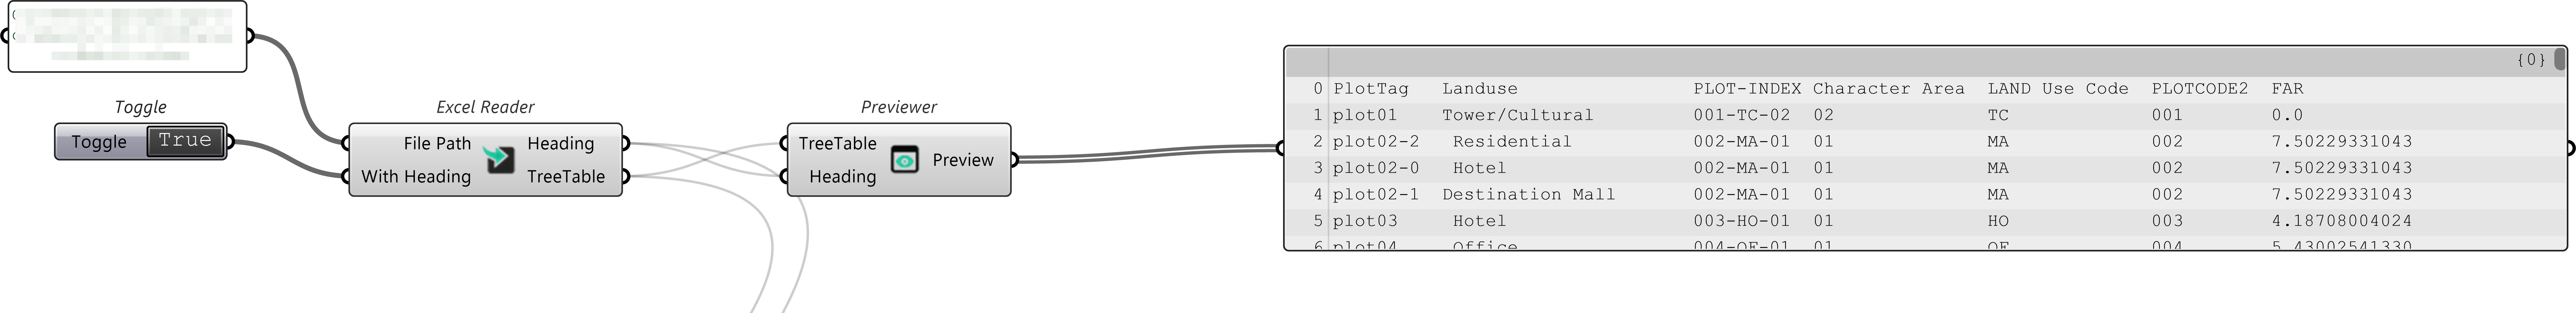 Toggle
Toggle True
Excel Reader
File Path Heading
With Heading TreeTable
Previewer
TreeTable
Preview
Heading
{0}
0 PlotTag Landuse PLOT-INDEX Character Area LAND Use Code PLOTCODE2 FAR
1 plot01 Tower/Cultural 001-TC-02 02 TC 001 0.0
2 plot02-2 Residential 002-MA-01 01 MA 002 7.50229331043
3 plot02-0 Hotel 002-MA-01 01 MA 002 7.50229331043
4 plot02-1 Destination Mall 002-MA-01 01 MA 002 7.50229331043
5 plot03 Hotel 003-HO-01 01 HO 003 4.18708004024
6 plot04 Office 004-OF-01 01 OF 004 5.43002541330